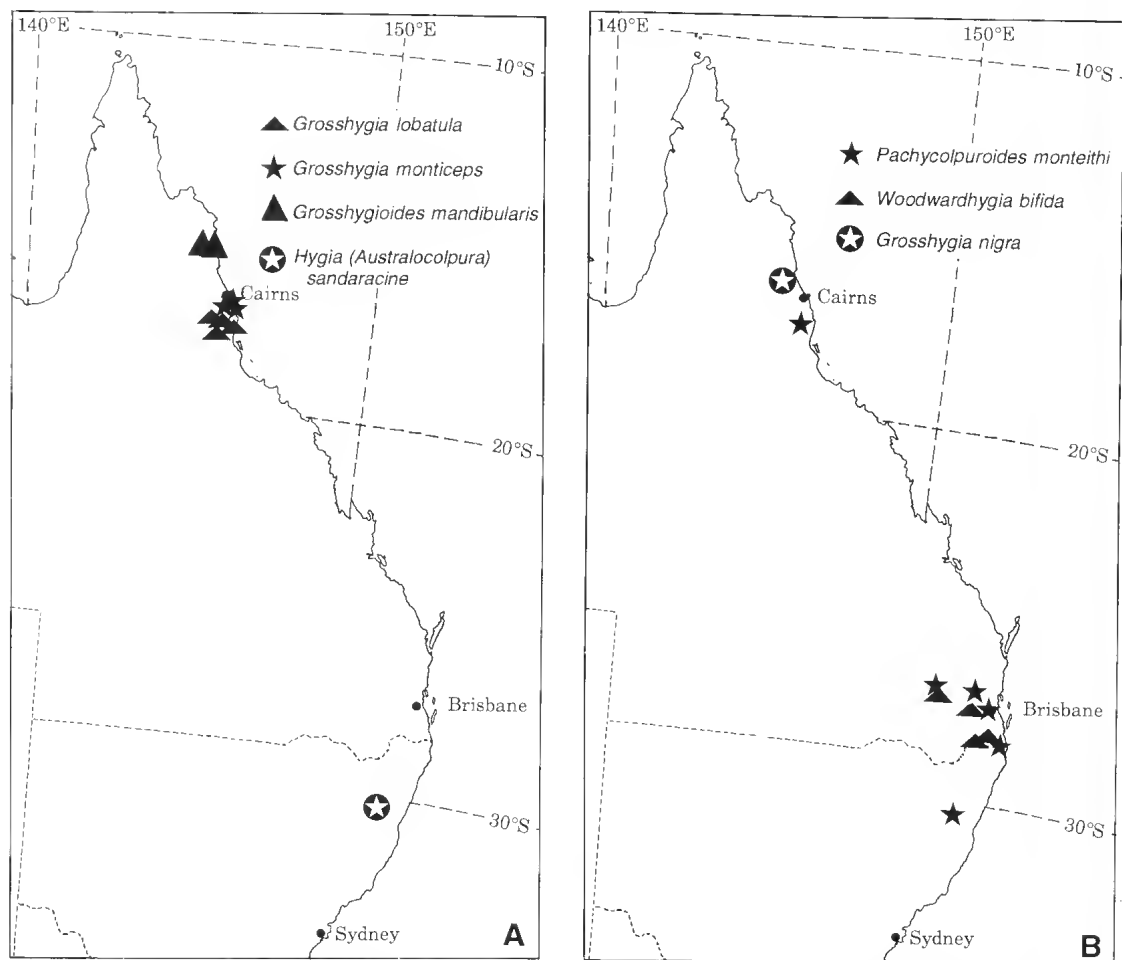 140°E
150°E
10°S
Grosshygia lobatula
Grosshygia monticeps
Grosshygioides mandibularis
Hygia (Australocolpura)
sandaracine
Cairns
20°S
Brisbane
30°S
Sydney
A
140°E
150°E
10°S
Pachycolpuroides monteithi
Woodwardhygia bifida
Grosshygia nigra
Cairns
20°S
Brisbane
30°S
Sydney
B